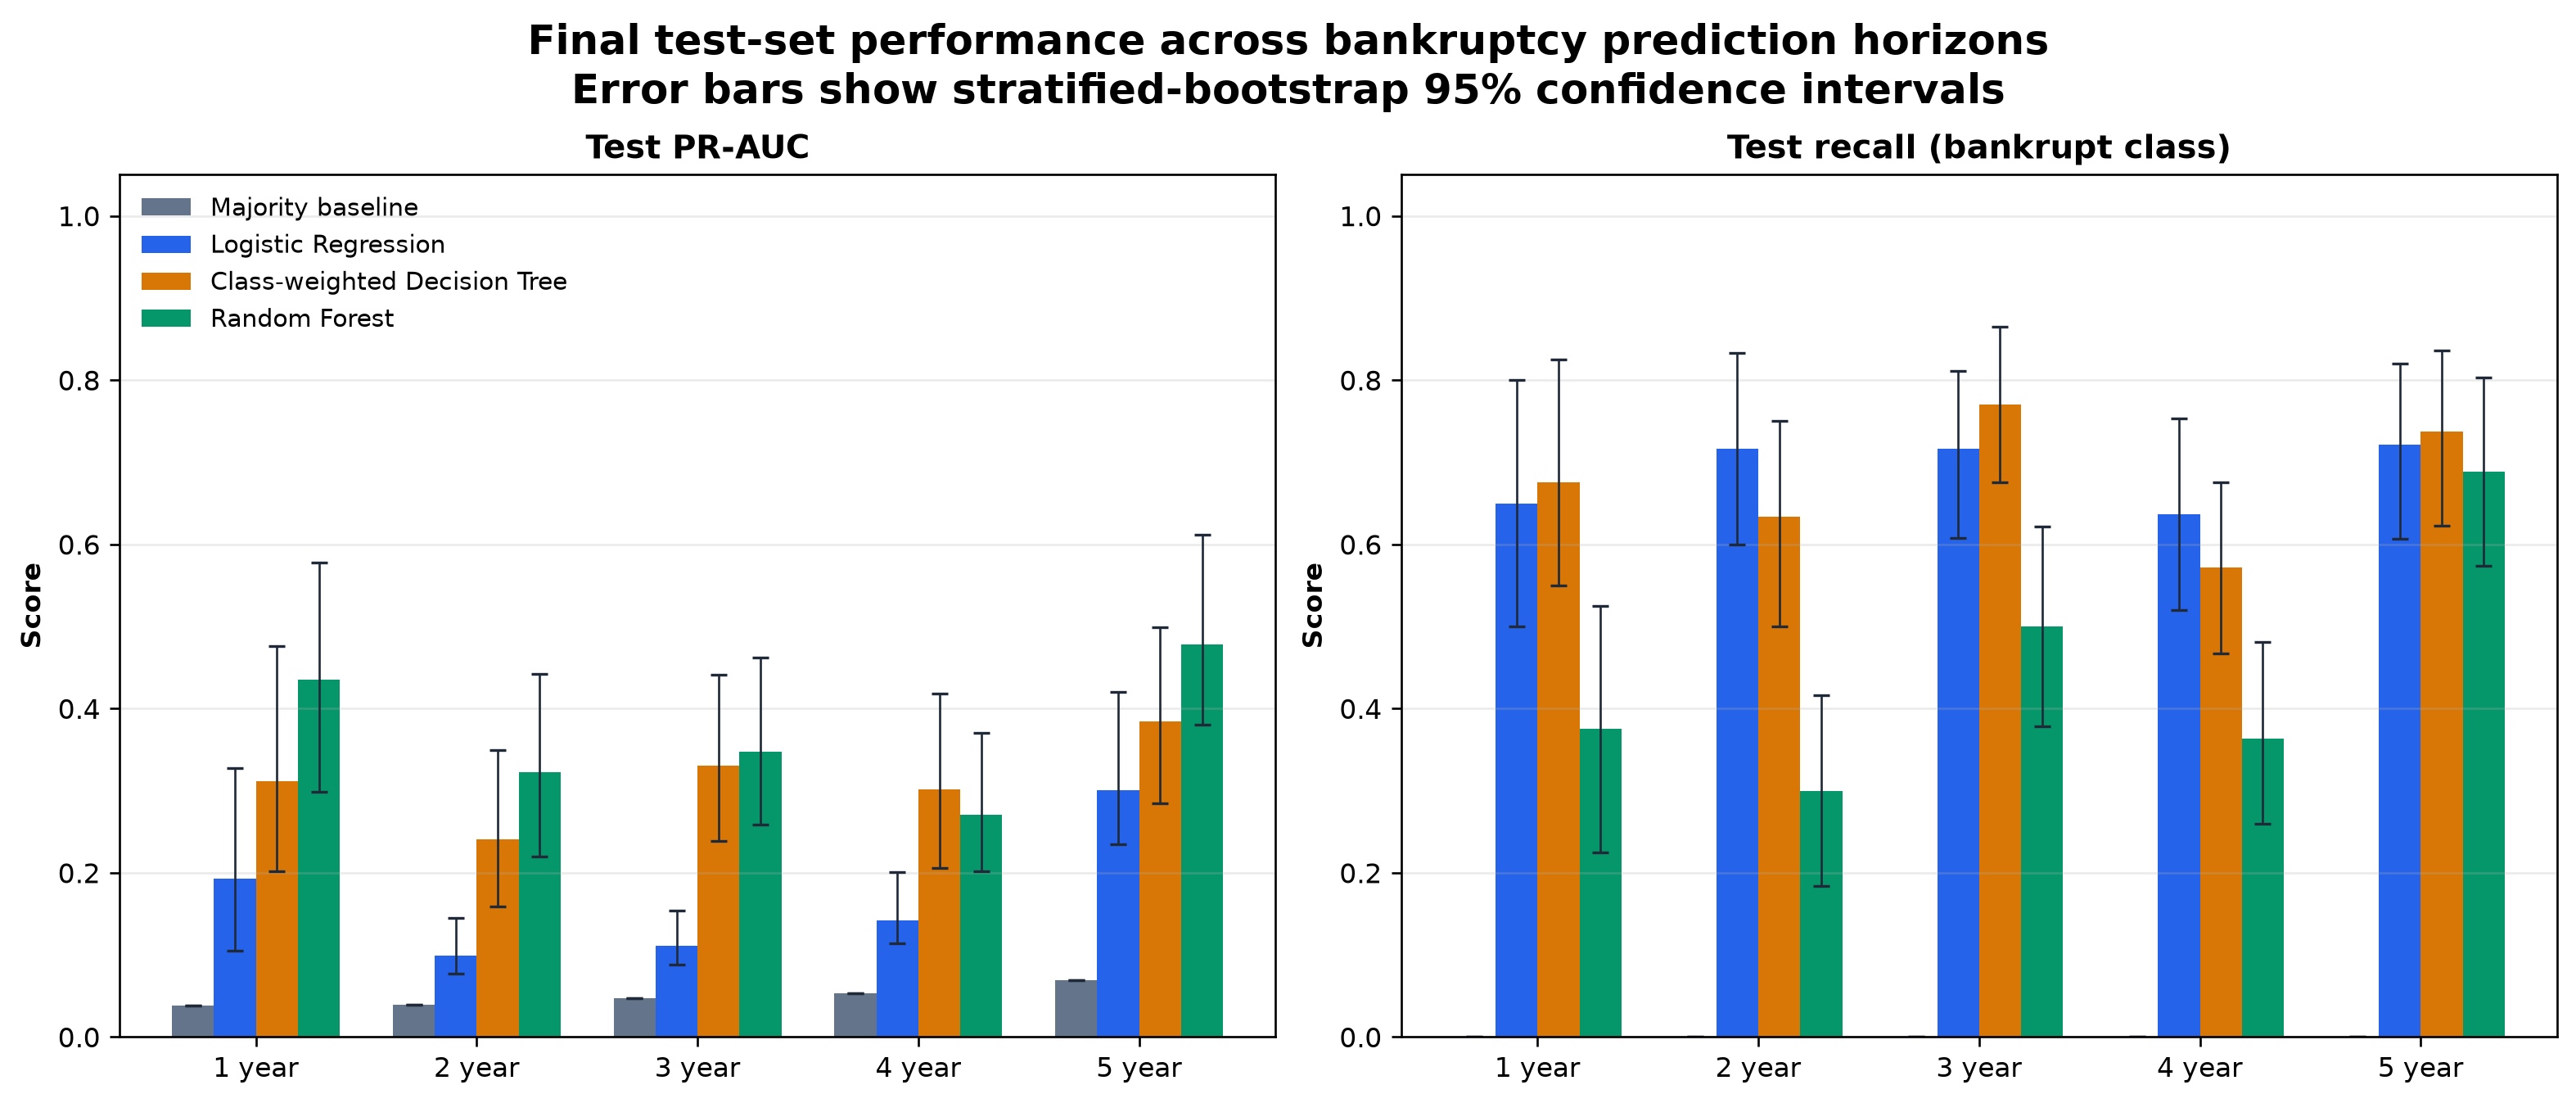 Final test-set performance across bankruptcy prediction horizons
Error bars show stratified-bootstrap 95% confidence intervals
Test PR-AUC
Majority baseline
Logistic Regression
Class-weighted Decision Tree
Random Forest
Score
1.0
0.8
0.6
0.4
0.2
0.0
1 year
2 year
3 year
4 year
5 year
Test recall (bankrupt class)
Score
1.0
0.8
0.6
0.4
0.2
0.0
1 year
2 year
3 year
4 year
5 year